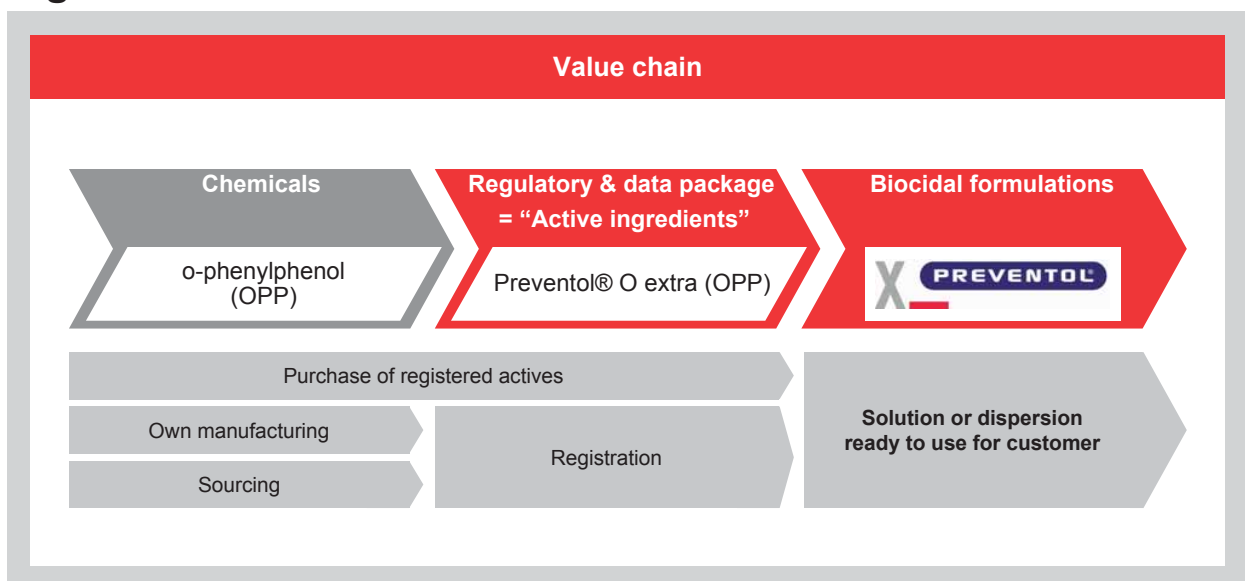 Value chain
Chemicals
Regulatory & data package
= “Active ingredients”
Biocidal formulations
o-phenylphenol
(OPP)
Preventol® O extra (OPP)
X PREVENTOL®
Purchase of registered actives
Own manufacturing
Sourcing
Registration
Solution or dispersion
ready to use for customer